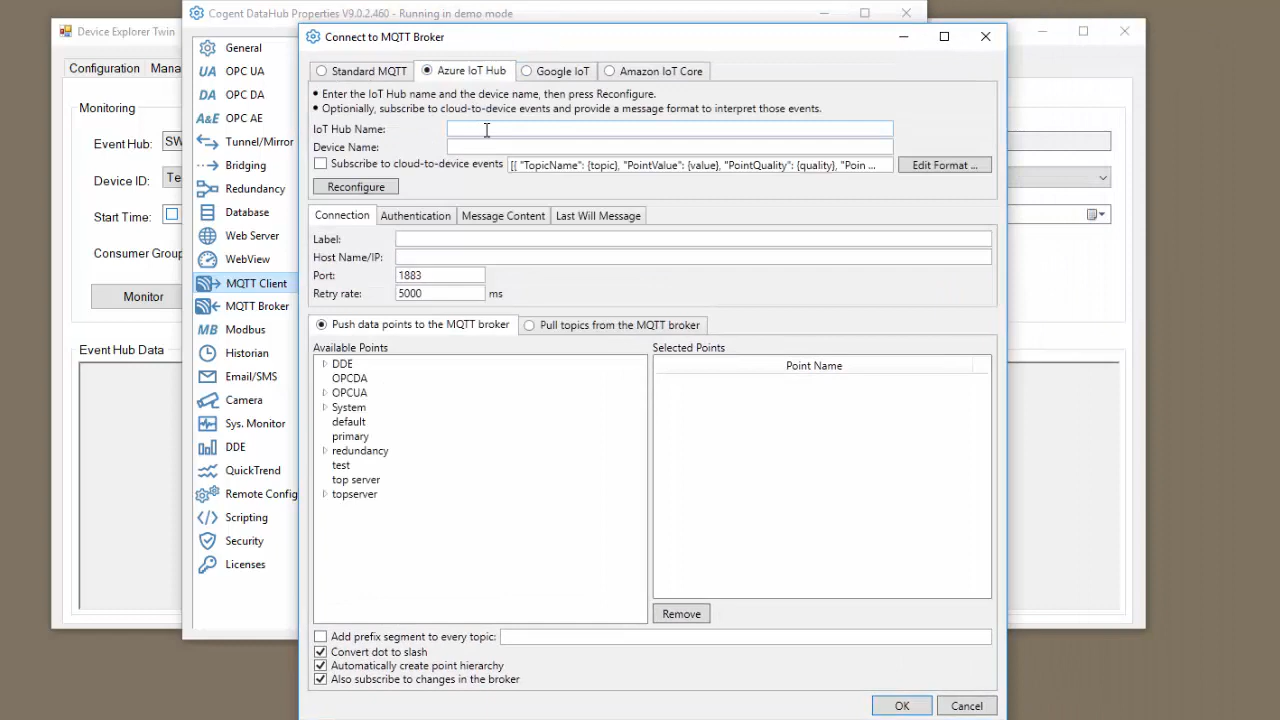 Cogent DataHub Properties V9.0.2.460 - Running in demo mode
Device Explorer Twin
Configuration Mana
Monitoring
Event Hub: SW
Device ID: Te
Start Time:
Consumer Group
Monitor
Event Hub Data
General
OPC UA
OPC DA
A&E OPC AE
Tunnel/Mirror
Bridging
Redundancy
Database
Web Server
WebView
MQTT Client
MQTT Broker
MB Modbus
Historian
Email/SMS
Camera
Sys. Monitor
DDE
QuickTrend
Remote Config
Scripting
Security
Licenses
UA
DA
Connect to MQTT Broker
Standard MQTT Azure IoT Hub Google IoT Amazon IoT Core
• Enter the IoT Hub name and the device name, then press Reconfigure.
• Optionally, subscribe to cloud-to-device events and provide a message format to interpret those events.
IoT Hub Name:
Device Name:
Subscribe to cloud-to-device events [{ "TopicName": {topic}, "PointValue": {value}, "PointQuality": {quality}, "Poin ... Edit Format ...
Reconfigure
Connection Authentication Message Content Last Will Message
Label:
Host Name/IP:
Port: 1883
Retry rate: 5000 ms
Push data points to the MQTT broker Pull topics from the MQTT broker
Available Points Selected Points
Point Name
DDE
OPCDA
OPCUA
System
default
primary
redundancy
test
top server
topserver
Remove
Add prefix segment to every topic:
Convert dot to slash
Automatically create point hierarchy
Also subscribe to changes in the broker
OK Cancel